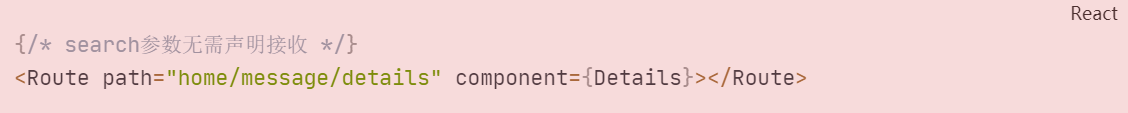 React
{/* search参数无需声明接收 */}
<Route path="home/message/details" component={Details}></Route>